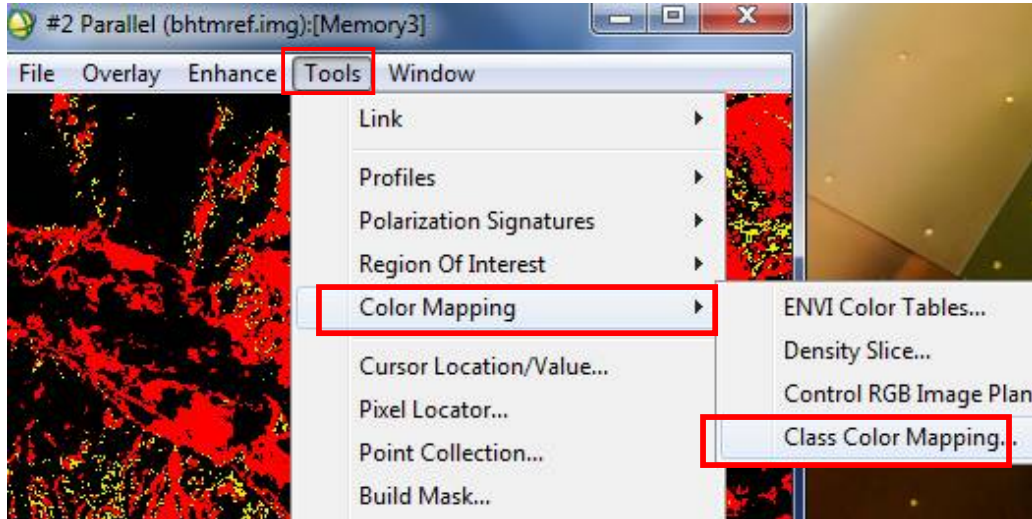 #2 Parallel (bhtmref.img):[Memory3]
File Overlay Enhance Tools Window
Link
Profiles
Polarization Signatures
Region Of Interest
Color Mapping
Cursor Location/Value...
Pixel Locator...
Point Collection...
Build Mask...
ENVI Color Tables...
Density Slice...
Control RGB Image Plan
Class Color Mapping...